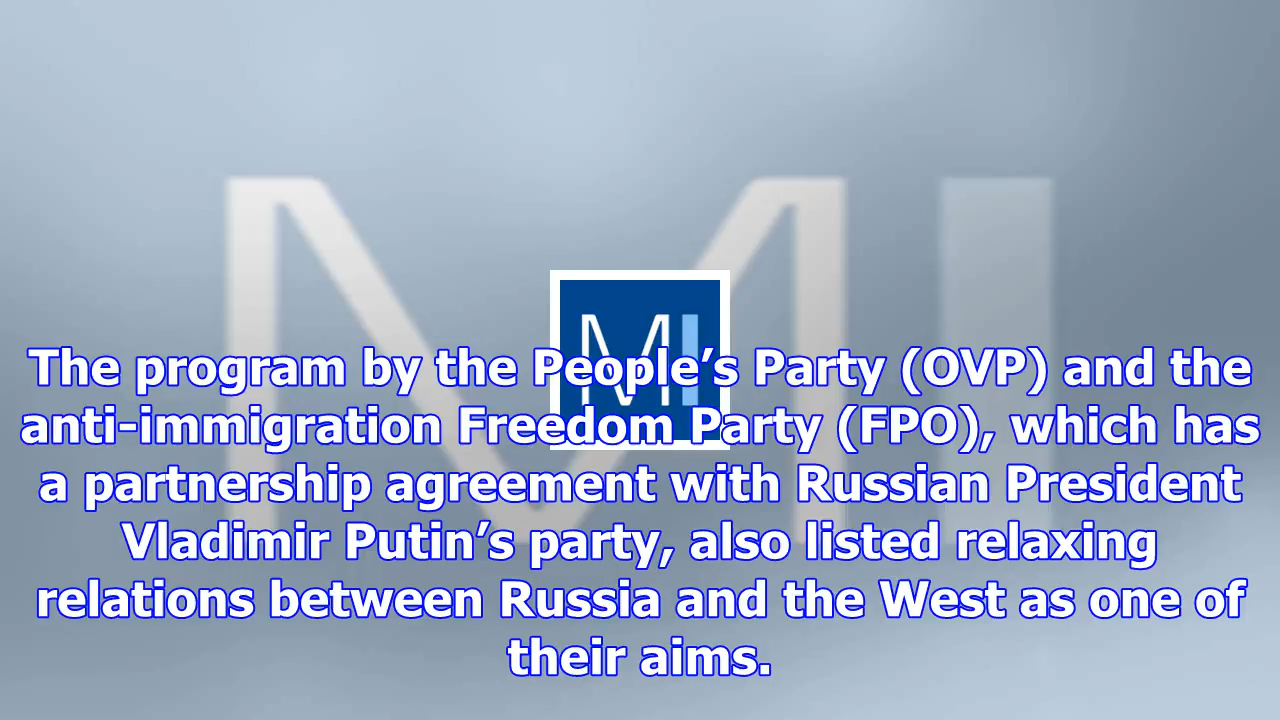 MI
MI
The program by the People’s Party (OVP) and the
anti-immigration Freedom Party (FPO), which has
a partnership agreement with Russian President
Vladimir Putin’s party, also listed relaxing
relations between Russia and the West as one of
their aims.